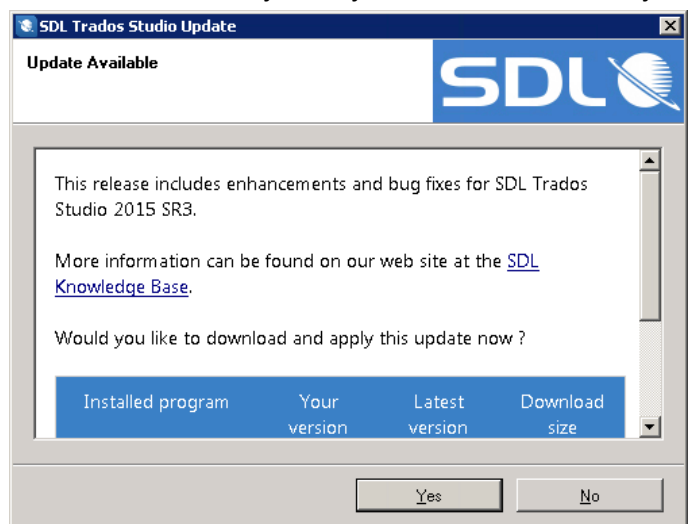 SDL Trados Studio Update
Update Available
SDL
This release includes enhancements and bug fixes for SDL Trados
Studio 2015 SR3.
More information can be found on our web site at the SDL
Knowledge Base.
Would you like to download and apply this update now ?
Installed program Your Latest Download
version version size
Yes No